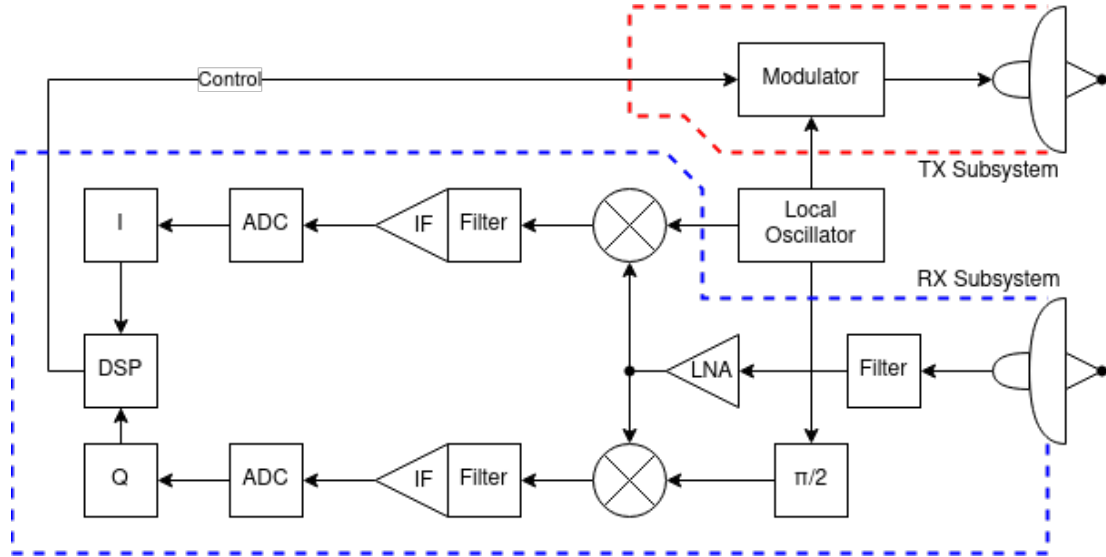 Control
Modulator
TX Subsystem
I
ADC
IF
Filter
Local
Oscillator
RX Subsystem
DSP
LNA
Filter
Q
ADC
IF
Filter
π/2